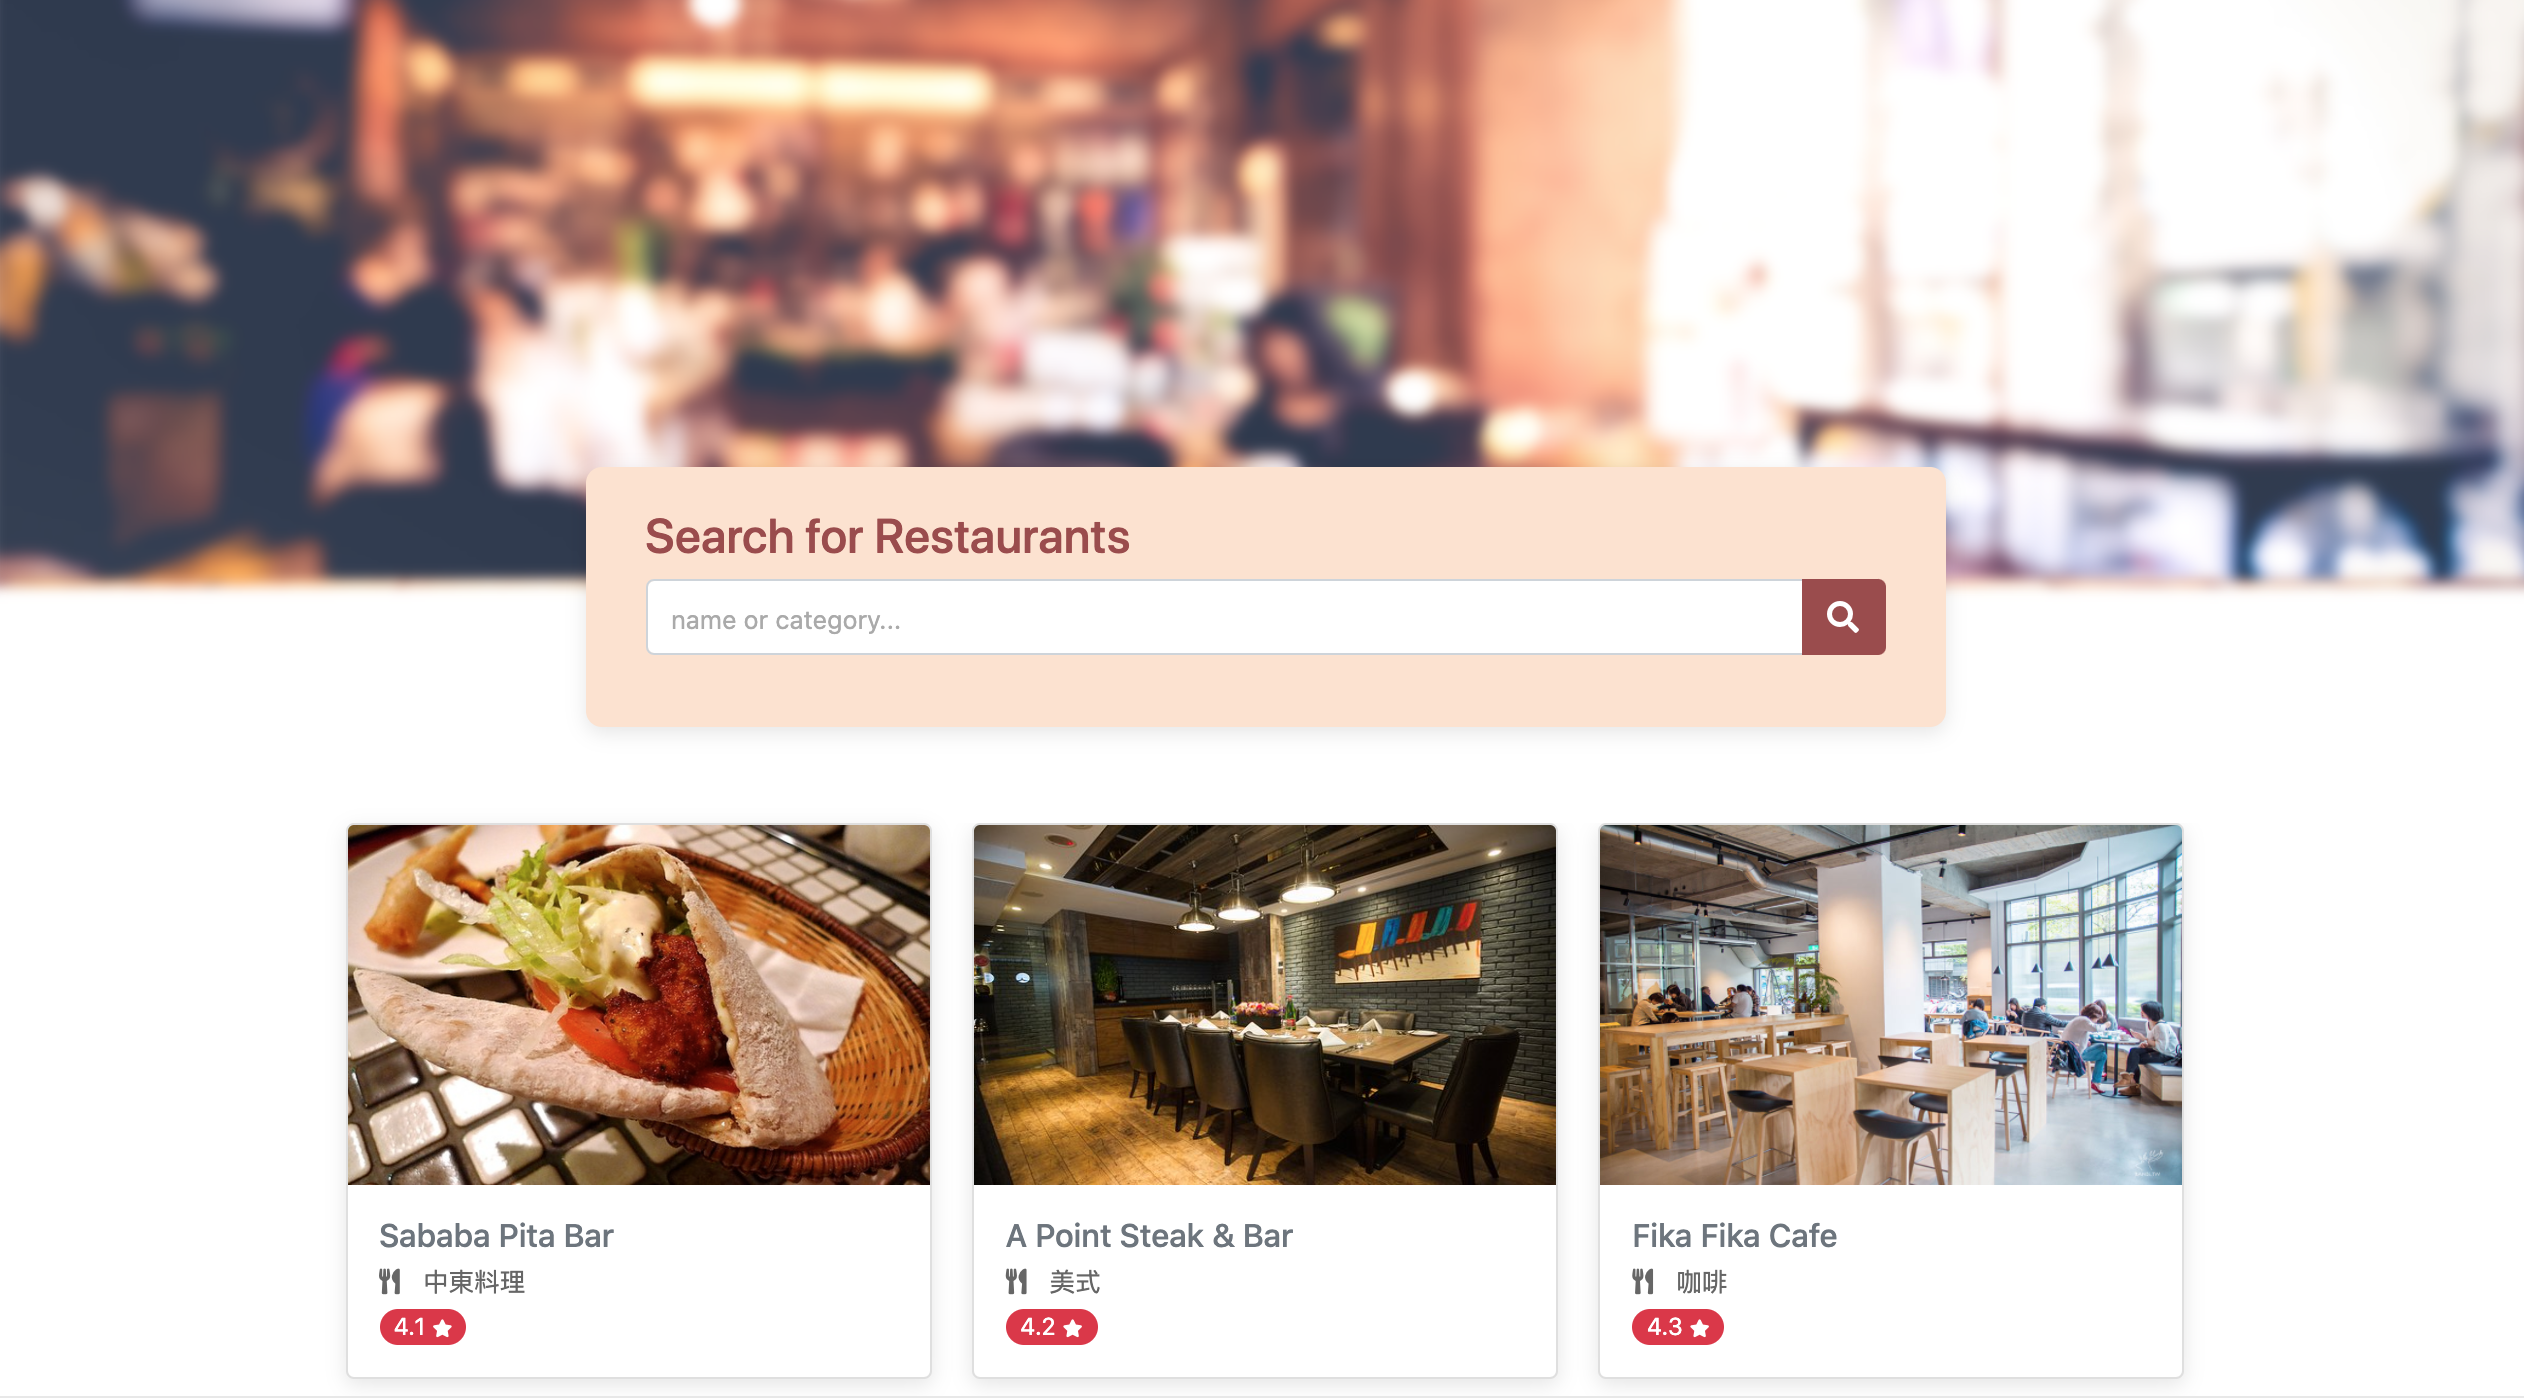 Search for Restaurants
name or category...
Sababa Pita Bar
中東料理
4.1
A Point Steak & Bar
美式
4.2
Fika Fika Cafe
咖啡
4.3